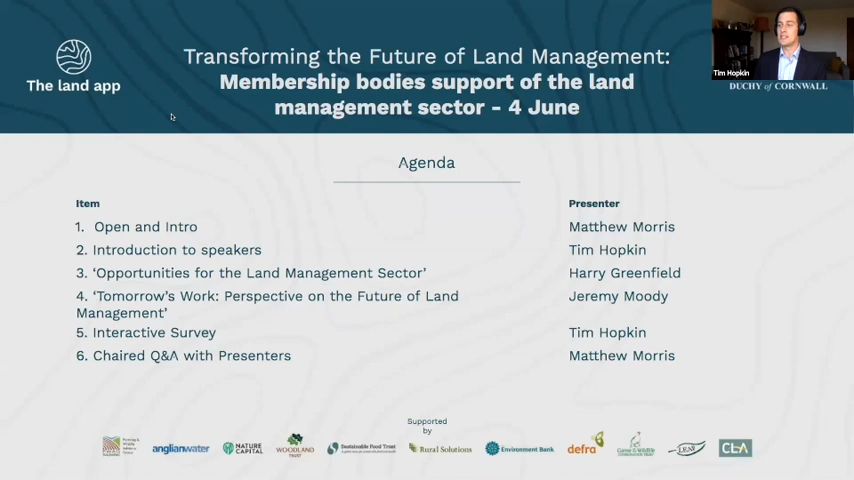 The land app
Transforming the Future of Land Management:
Membership bodies support of the land
management sector - 4 June
Tim Hopkin
DUCHY of CORNWALL
Agenda
Item Presenter
1. Open and Intro Matthew Morris
2. Introduction to speakers Tim Hopkin
3. ‘Opportunities for the Land Management Sector’ Harry Greenfield
4. ‘Tomorrow’s Work: Perspective on the Future of Land Jeremy Moody
Management’
5. Interactive Survey Tim Hopkin
6. Chaired Q&A with Presenters Matthew Morris
Supported
by
anglianwater
NATURE
CAPITAL
WOODLAND
TRUST
Sustainable Food Trust
Rural Solutions
Environment Bank
defra
CLA